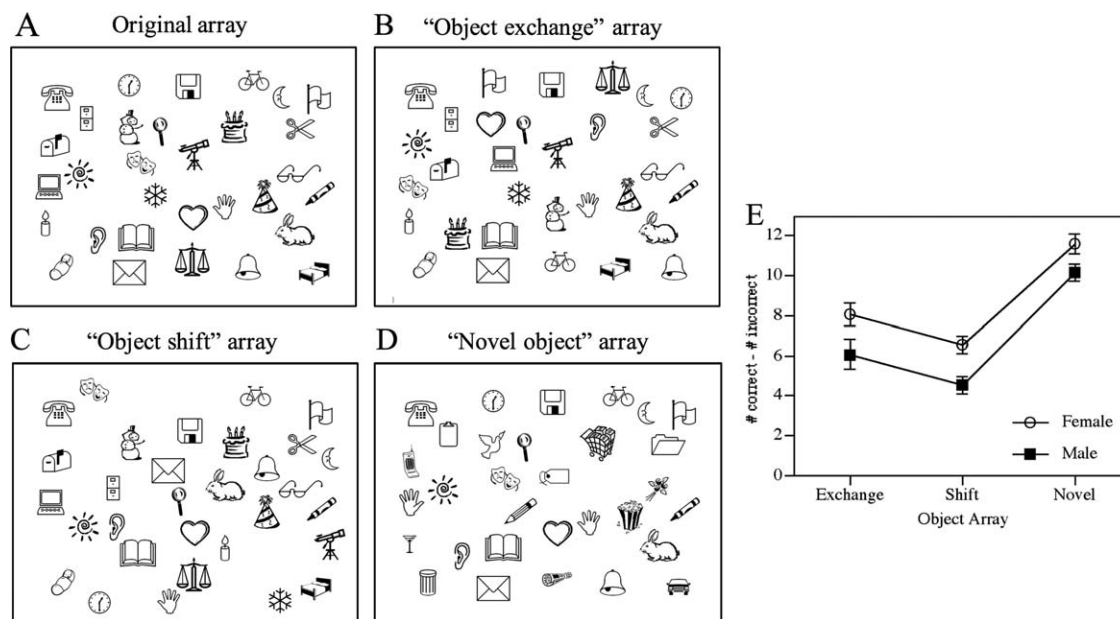 A Original array
B “Object exchange” array
C “Object shift” array
D “Novel object” array
E
# correct - # incorrect
12
10
8
6
4
2
0
Female
Male
Exchange Shift Novel
Object Array